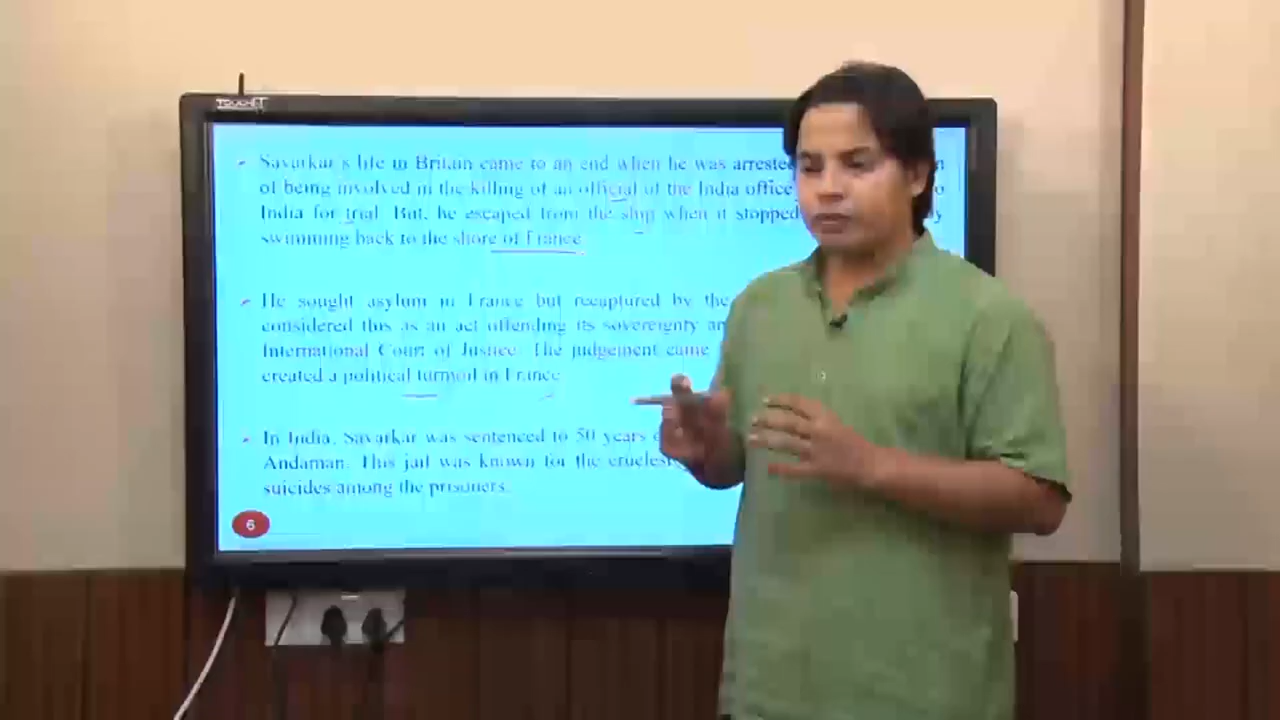 TOUCHIT
Savarkar's life in Britain came to an end when he was arrested
of being involved in the killing of an official of the India office
India for trial. But, he escaped from the ship when it stopped
swimming back to the shore of France.
He sought asylum in France but recaptured by the
considered this as an act offending its sovereignty
International Court of Justice. The judgement came
created a political turmoil in France
In India, Savarkar was sentenced to 50 years
Andaman. This jail was known for the cruelest
suicides among the prisoners.
6